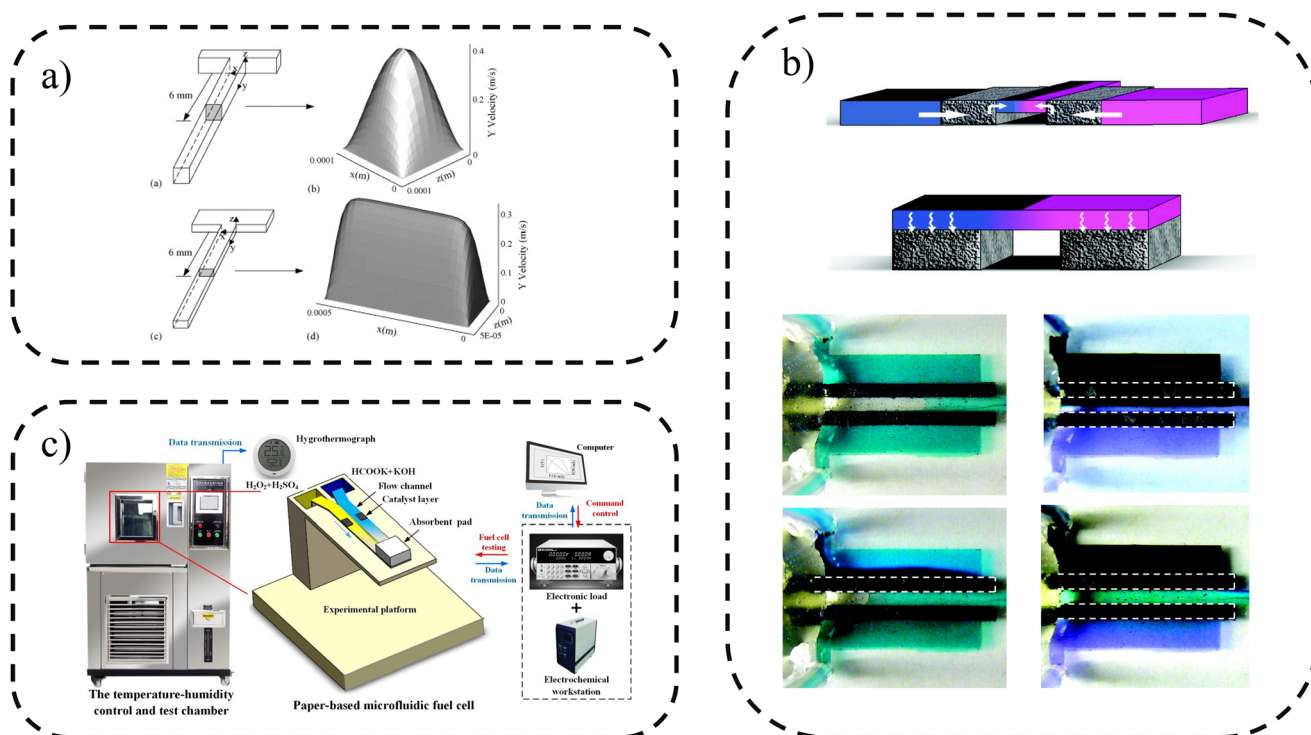 a)
6 mm
z
x
y
(a)
0.4
0.2
0
Y Velocity (m/s)
0.0001
x(m)
0
z(m)
0
0.0001
(b)
6 mm
z
y
(c)
0.3
0.2
0.1
0
Y Velocity (m/s)
0.0005
x(m)
0
z(m)
0
5E-05
(d)
b)
c)
Data transmission
Hygrothermograph
H₂O₂+H₂SO₄
HCOOK+KOH
Flow channel
Catalyst layer
Absorbent pad
Experimental platform
The temperature-humidity
control and test chamber
Paper-based microfluidic fuel cell
Fuel cell
testing
Data
transmission
Computer
Data
transmission
Command
control
Electronic load
+
Electrochemical
workstation